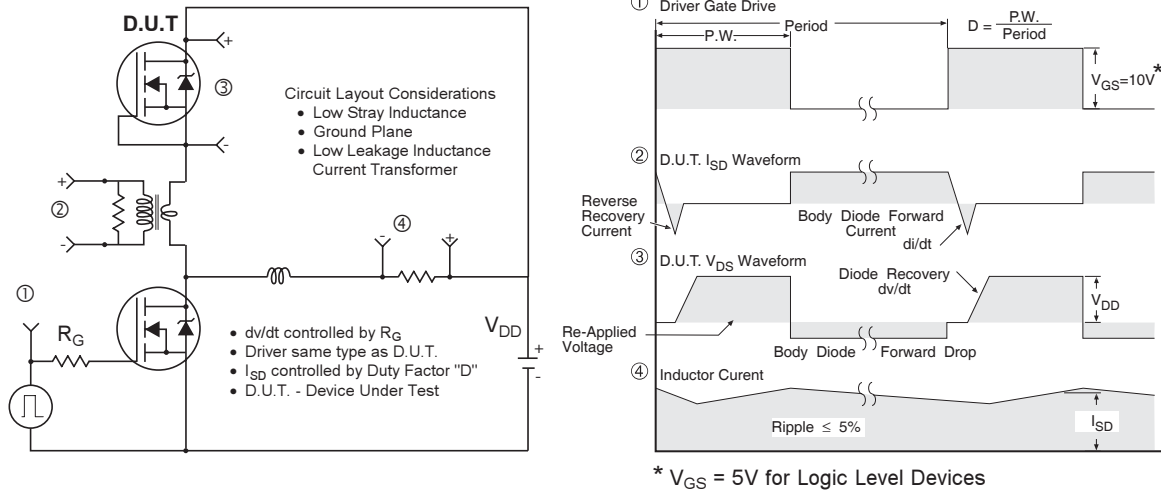 D.U.T
+
③
-
Circuit Layout Considerations
• Low Stray Inductance
• Ground Plane
• Low Leakage Inductance
Current Transformer
+
②
-
④
-
+
①
R_G
V_DD
+
-
• dv/dt controlled by R_G
• Driver same type as D.U.T.
• I_SD controlled by Duty Factor "D"
• D.U.T. - Device Under Test
① Driver Gate Drive
P.W.
Period
D = P.W. / Period
V_GS=10V*
② D.U.T. I_SD Waveform
Reverse
Recovery
Current
Body Diode Forward
Current
di/dt
③ D.U.T. V_DS Waveform
Diode Recovery
dv/dt
V_DD
Re-Applied
Voltage
Body Diode Forward Drop
④ Inductor Curent
Ripple ≤ 5%
I_SD
* V_GS = 5V for Logic Level Devices